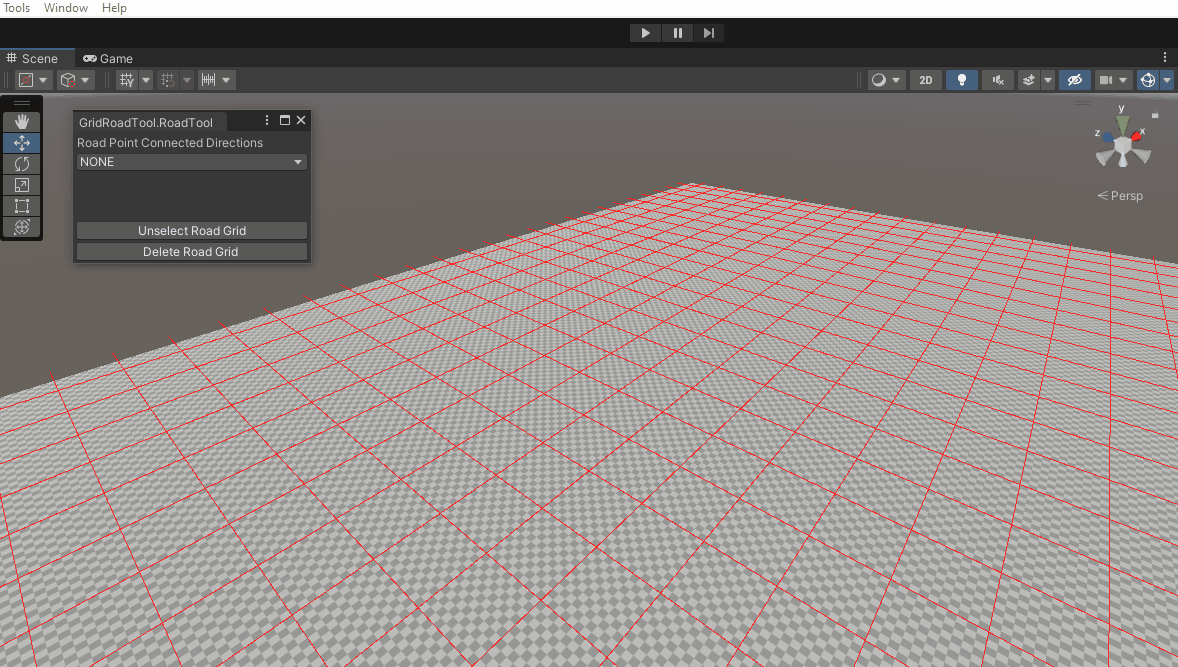 Tools Window Help
Scene Game
2D
GridRoadTool.RoadTool
Road Point Connected Directions
NONE
Unselect Road Grid
Delete Road Grid
y
z x
Persp